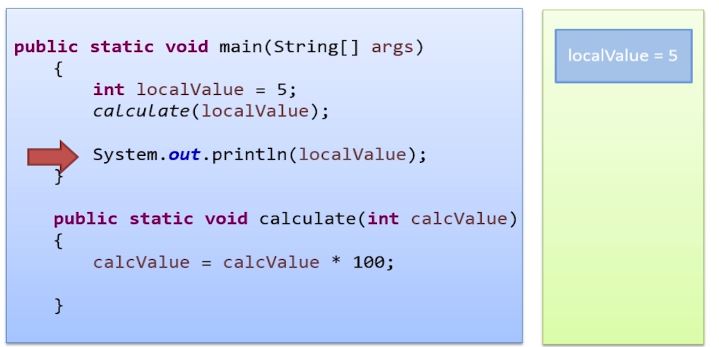 public static void main(String[] args)
{
int localValue = 5;
calculate(localValue);
System.out.println(localValue);
}
public static void calculate(int calcValue)
{
calcValue = calcValue * 100;
}
localValue = 5